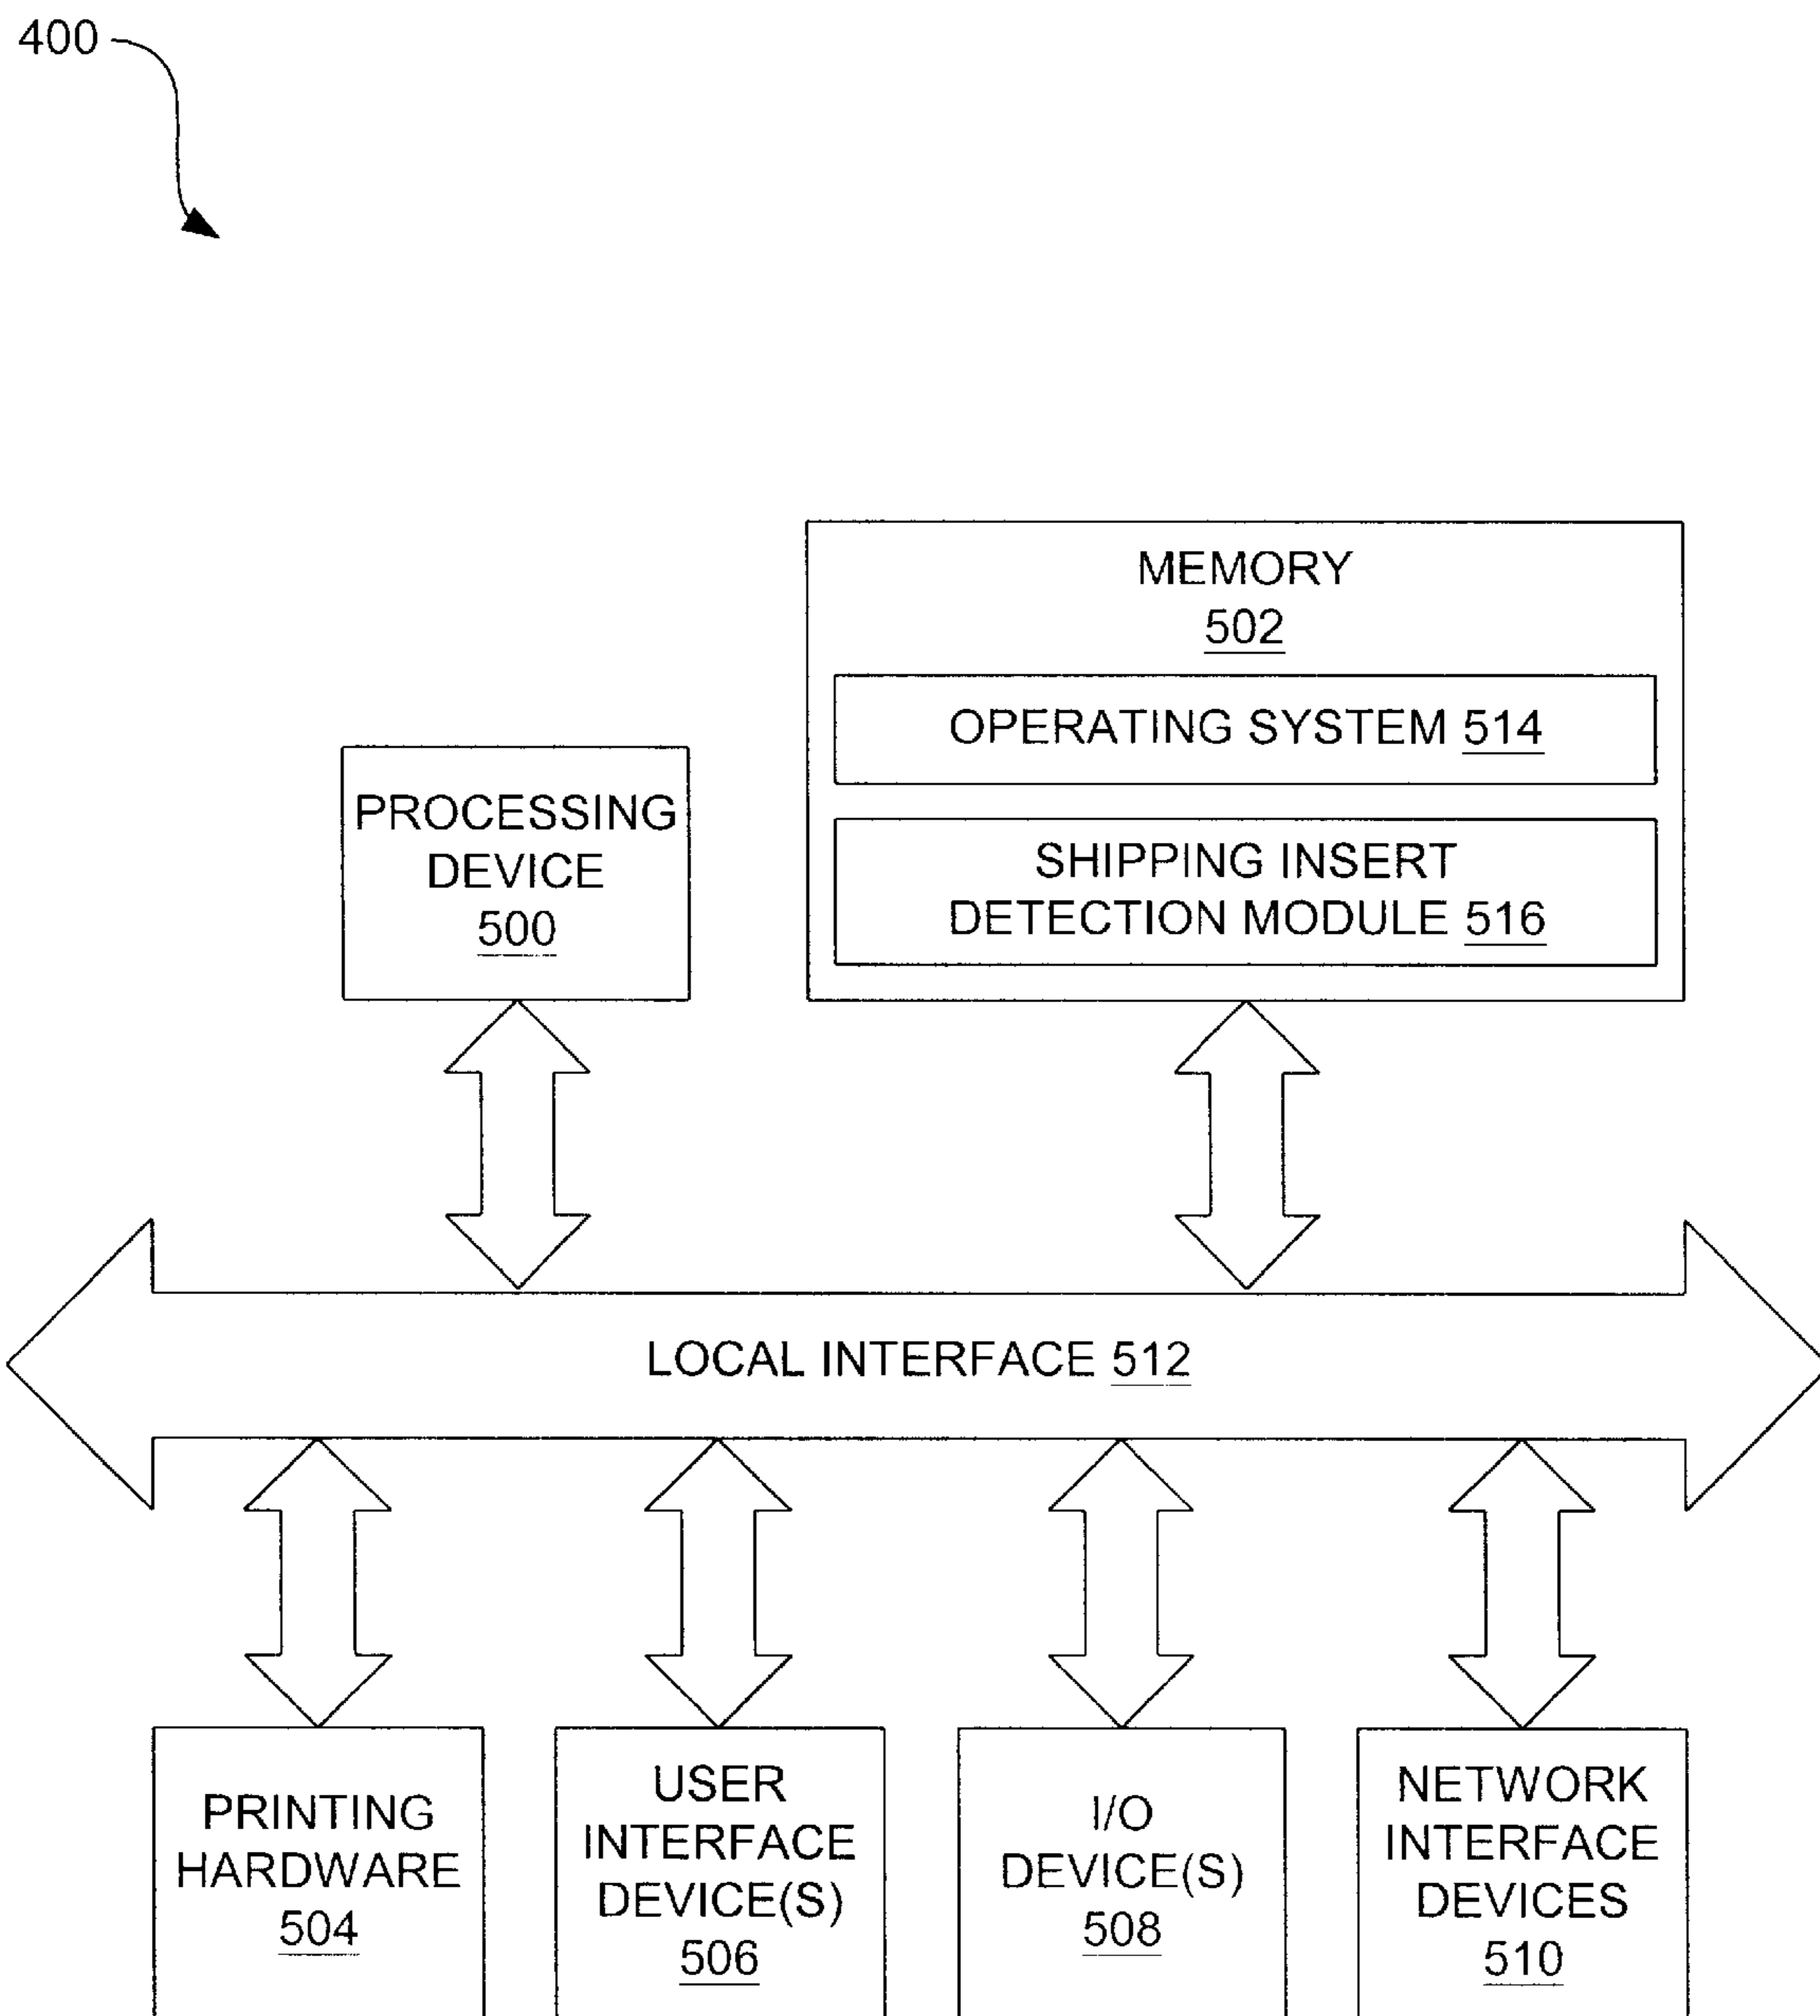 400
MEMORY
502
OPERATING SYSTEM 514
SHIPPING INSERT
DETECTION MODULE 516
PROCESSING
DEVICE
500
LOCAL INTERFACE 512
PRINTING
HARDWARE
504
USER
INTERFACE
DEVICE(S)
506
I/O
DEVICE(S)
508
NETWORK
INTERFACE
DEVICES
510